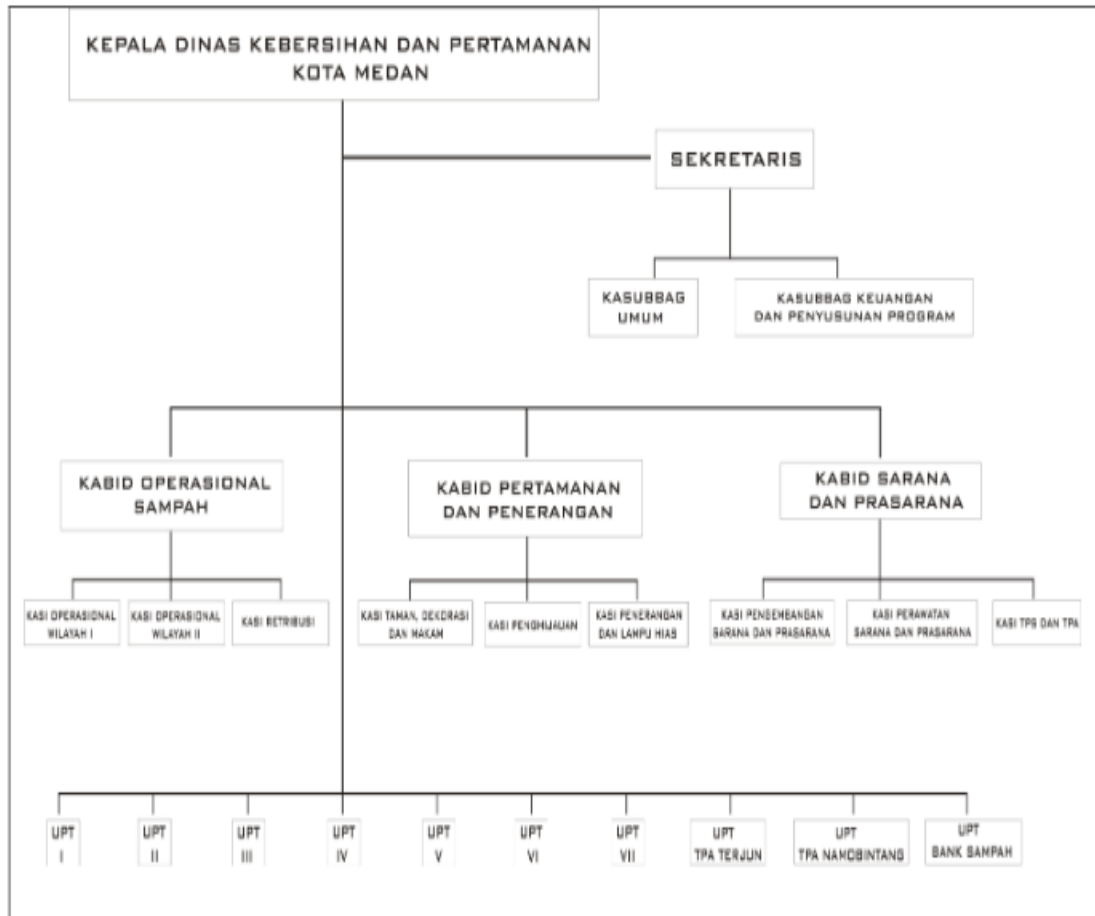 KEPALA DINAS KEBERSIHAN DAN PERTAMANAN
KOTA MEDAN
SEKRETARIS
KASUBBAG
UMUM
KASUBBAG KEUANGAN
DAN PENYUSUNAN PROGRAM
KABID OPERASIONAL
SAMPAH
KABID PERTAMANAN
DAN PENERANGAN
KABID SARANA
DAN PRASARANA
KASI OPERASIONAL
WILAYAH I
KASI OPERASIONAL
WILAYAH II
KASI RETRIBUSI
KASI TAMAN, DEKORASI
DAN MAKAM
KASI PENGHIJAUAN
KASI PENERANGAN
DAN LAMPU HIAS
KASI PENGEMBANGAN
SARANA DAN PRASARANA
KASI PERAWATAN
SARANA DAN PRASARANA
KASI TPS DAN TPA
UPT
I
UPT
II
UPT
III
UPT
IV
UPT
V
UPT
VI
UPT
VII
UPT
TPA TERJUN
UPT
TPA NAMOBINTANG
UPT
BANK SAMPAH